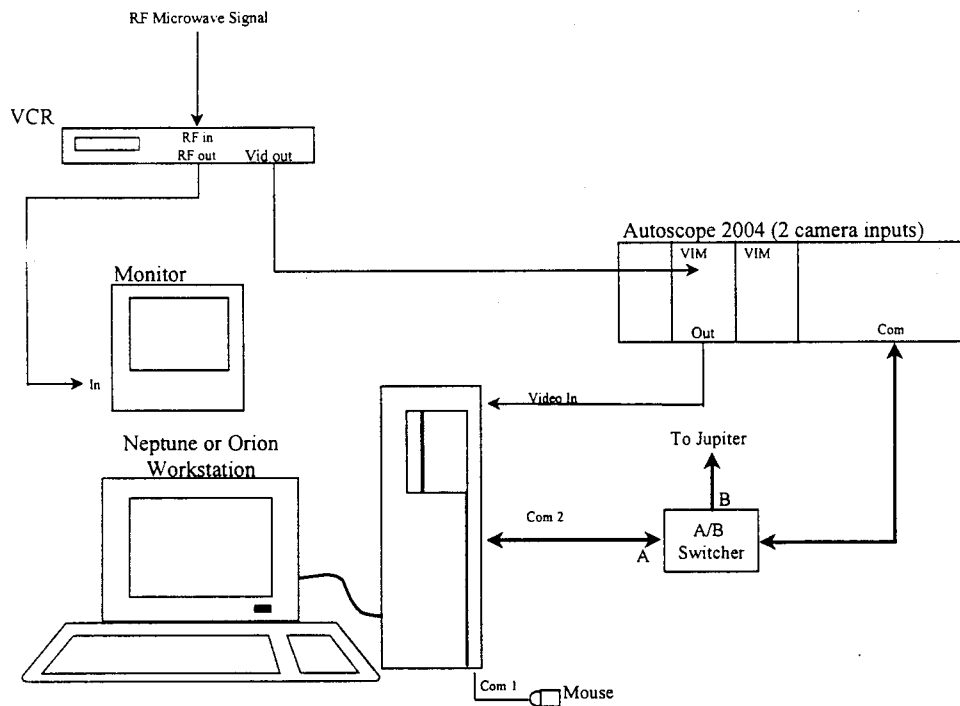 RF Microwave Signal
VCR
RF in
RF out
Vid out
Autoscope 2004 (2 camera inputs)
VIM
VIM
Monitor
Out
Com
In
Video In
Neptune or Orion
Workstation
To Jupiter
B
Com 2
A
A/B
Switcher
Com 1
Mouse